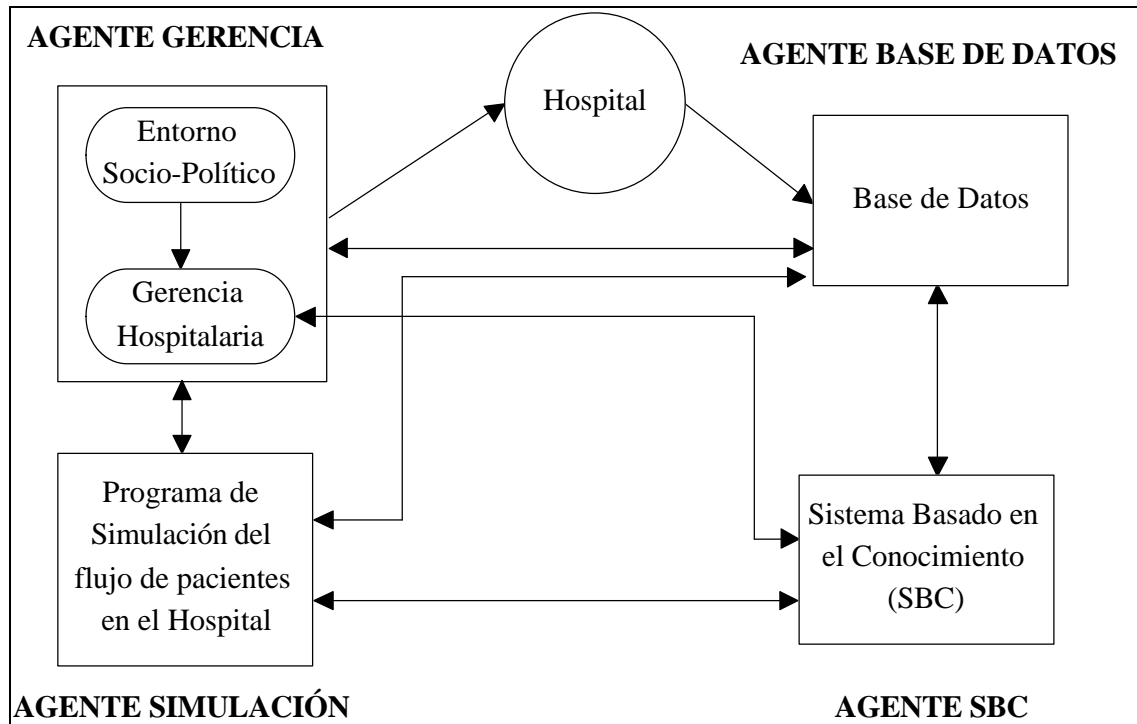 AGENTE GERENCIA
AGENTE BASE DE DATOS
Hospital
Entorno
Socio-Político
Base de Datos
Gerencia
Hospitalaria
Programa de
Simulación del
flujo de pacientes
en el Hospital
Sistema Basado en
el Conocimiento
(SBC)
AGENTE SIMULACIÓN
AGENTE SBC